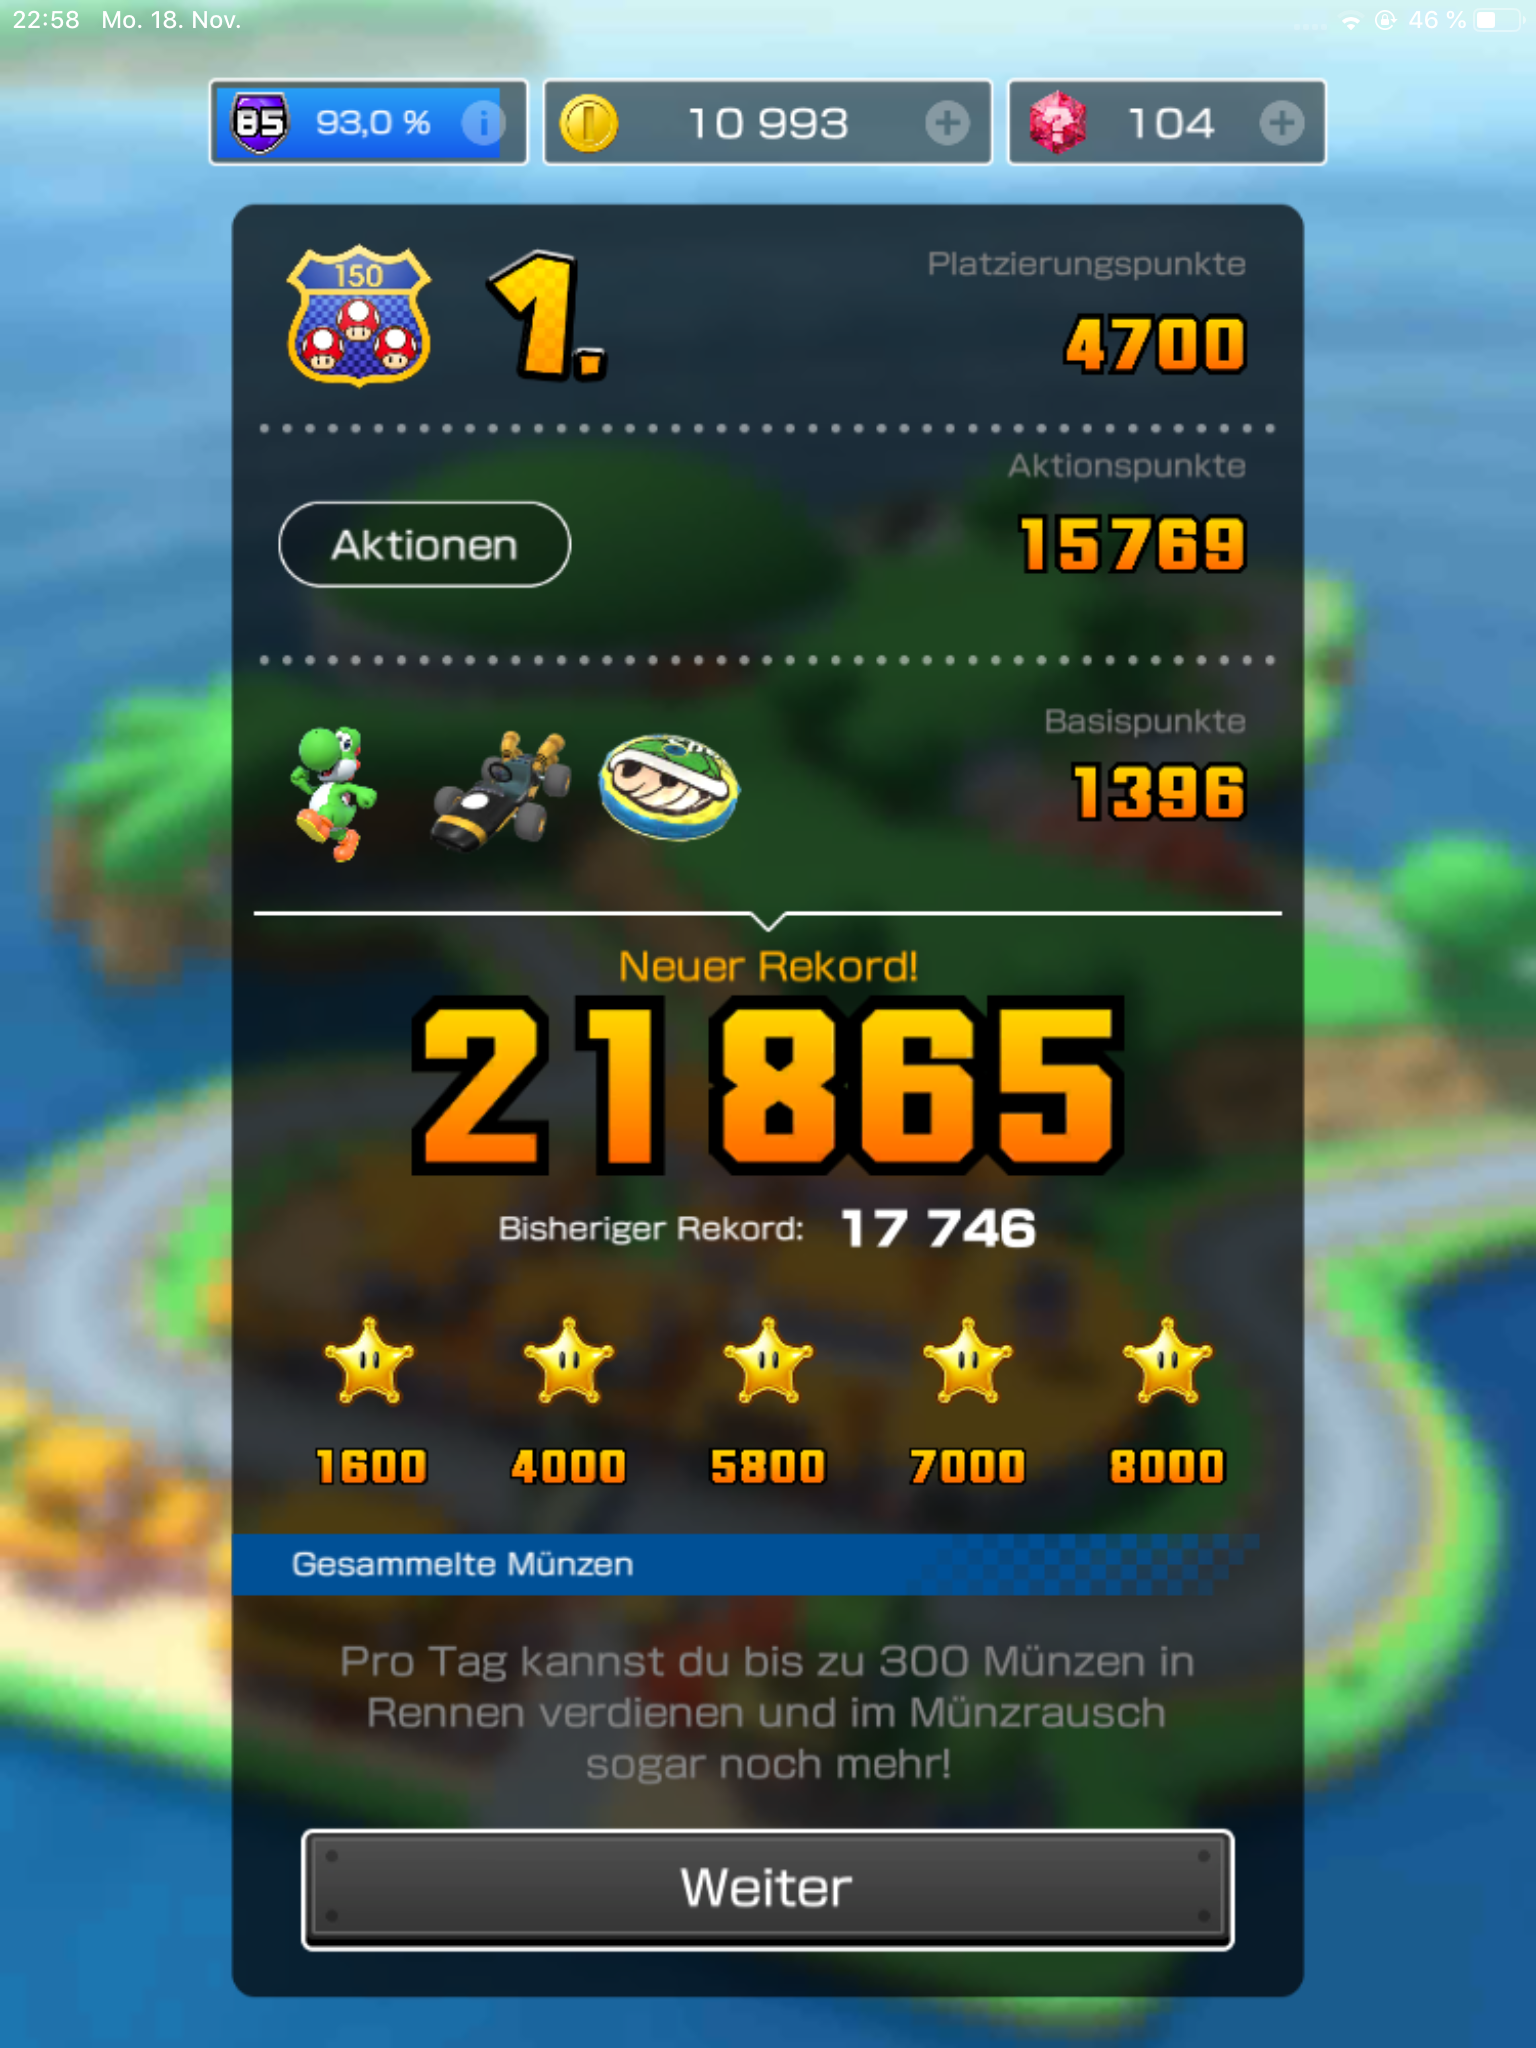 22:58 Mo. 18. Nov. 46 %
85 93,0 % i 10 993 + 104 +
150
1.
Platzierungspunkte
4700
Aktionspunkte
Aktionen
15769
Basispunkte
1396
Neuer Rekord!
21865
Bisheriger Rekord: 17 746
1600 4000 5800 7000 8000
Gesammelte Münzen
Pro Tag kannst du bis zu 300 Münzen in
Rennen verdienen und im Münzrausch
sogar noch mehr!
Weiter